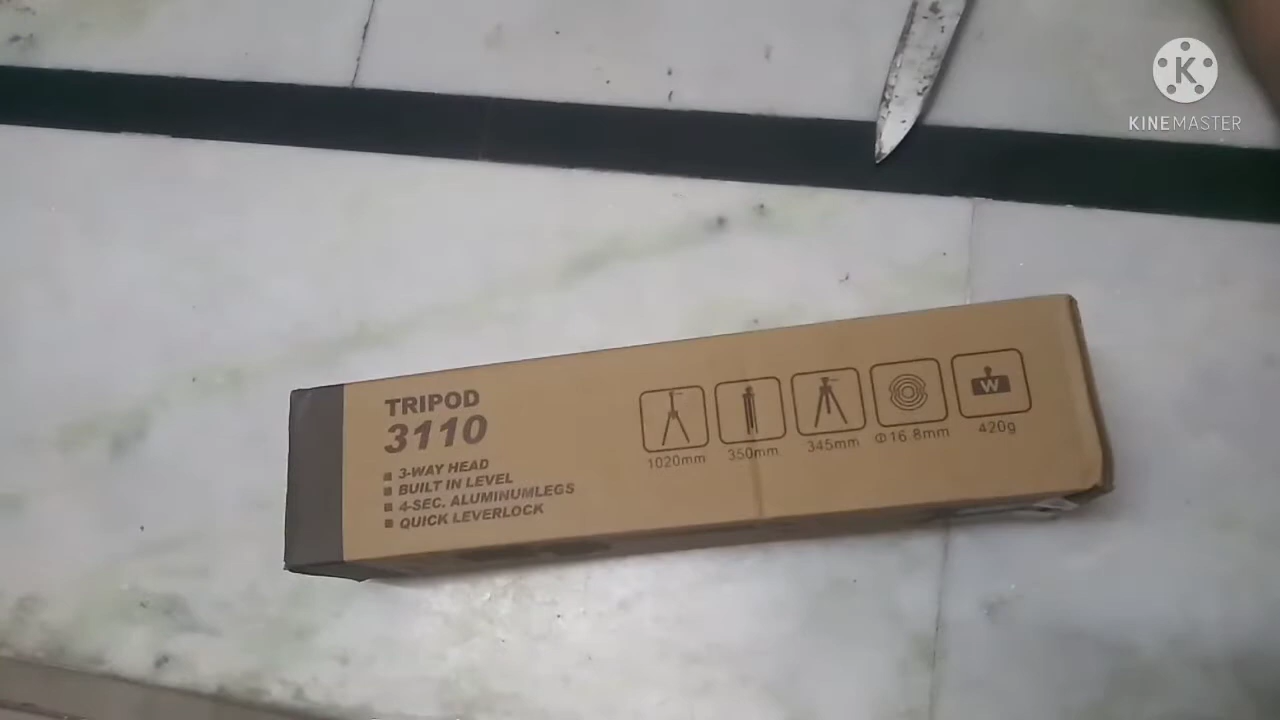 K
KINEMASTER
TRIPOD
3110
3-WAY HEAD
BUILT IN LEVEL
4-SEC. ALUMINUMLEGS
QUICK LEVERLOCK
1020mm
350mm
345mm
Φ16.8mm
W
420g